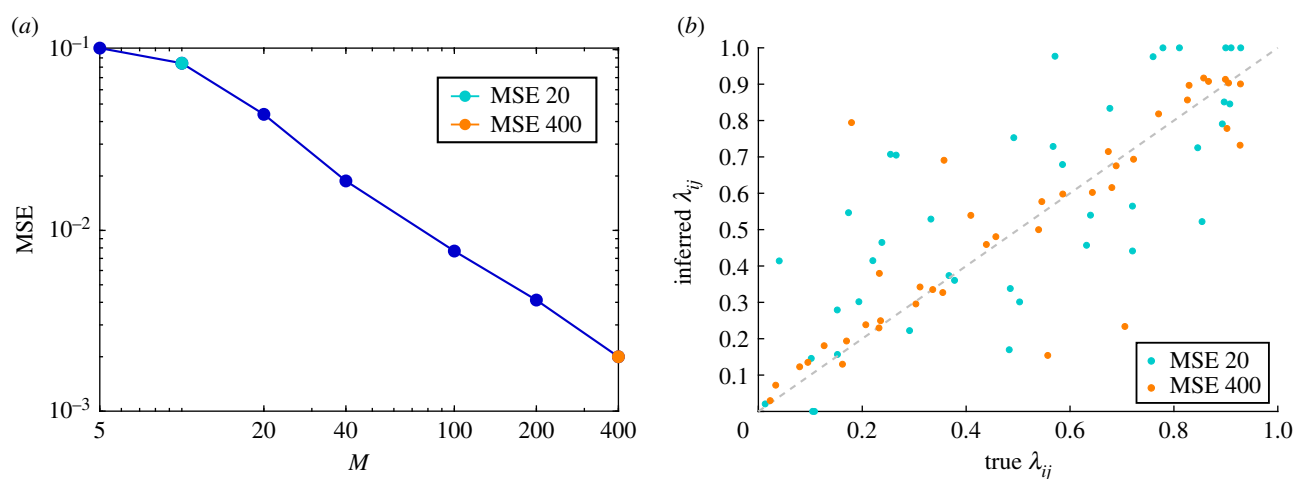 (a)
10⁻¹
10⁻²
10⁻³
MSE
MSE 20
MSE 400
5
20
40
100
200
400
M
(b)
1.0
0.9
0.8
0.7
0.6
0.5
0.4
0.3
0.2
0.1
inferred λij
MSE 20
MSE 400
0
0.2
0.4
0.6
0.8
1.0
true λij